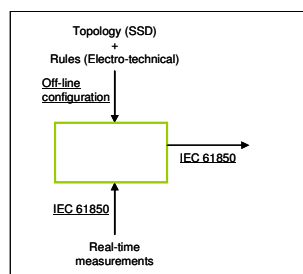 Topology (SSD)
+
Rules (Electro-technical)
Off-line
configuration
IEC 61850
IEC 61850
Real-time
measurements